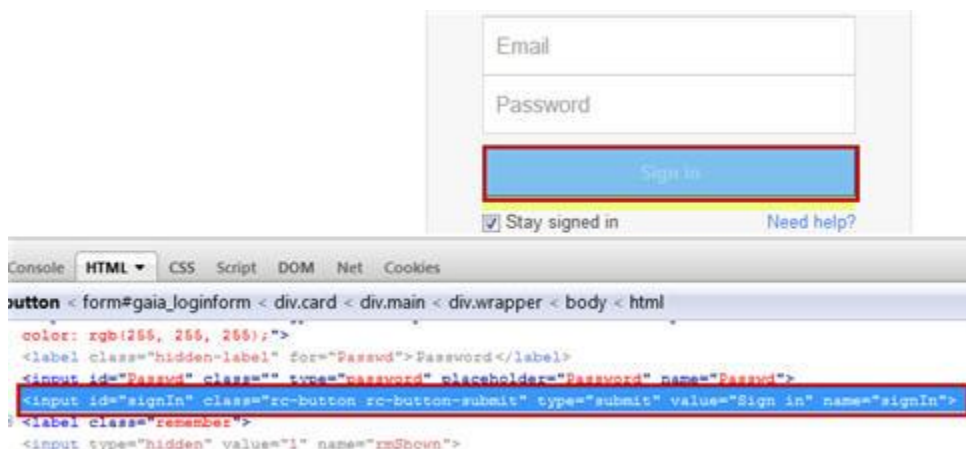 Email
Password
Sign in
Stay signed in Need help?
Console HTML CSS Script DOM Net Cookies
button < form#gaia_loginform < div.card < div.main < div.wrapper < body < html
color: rgb(255, 255, 255);">
<label class="hidden-label" for="Passwd">Password</label>
<input id="Passwd" class="" type="password" placeholder="Password" name="Passwd">
<input id="signIn" class="rc-button rc-button-submit" type="submit" value="Sign in" name="signIn">
<label class="remember">
<input type="hidden" value="1" name="rmShown">